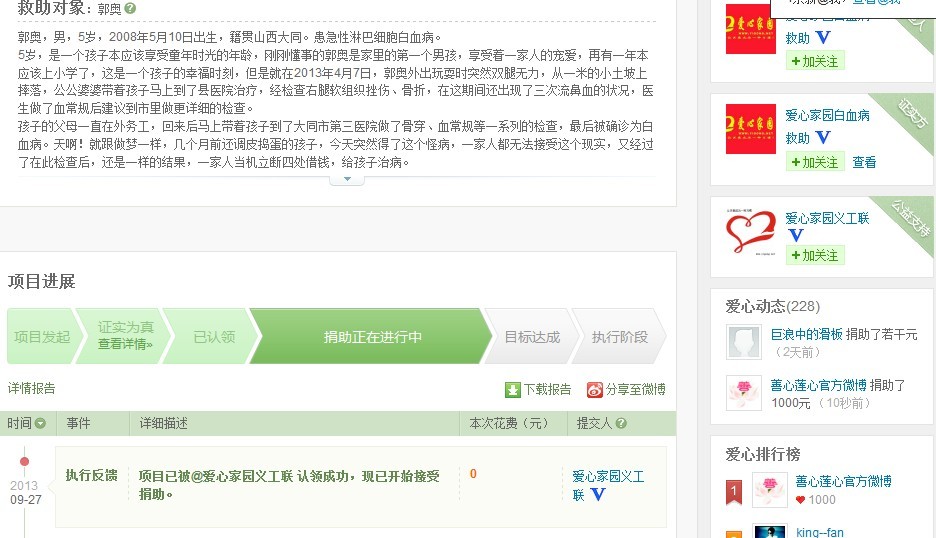 救助对象：郭奥
郭奥，男，5岁，2008年5月10日出生，籍贯山西大同。患急性淋巴细胞白血病。
5岁，是一个孩子本应该享受童年时光的年龄，刚刚懂事的郭奥是家里的第一个男孩，享受着一家人的宠爱，再有一年本
应该上小学了，这是一个孩子的幸福时刻，但是就在2013年4月7日，郭奥外出玩耍时突然双腿无力，从一米的小土坡上
摔落，公公婆婆带着孩子马上到了县医院治疗，经检查右腿软组织挫伤、骨折，在这期间还出现了三次流鼻血的状况，医
生做了血常规后建议到市里做更详细的检查。
孩子的父母一直在外务工，回来后马上带着孩子到了大同市第三医院做了骨穿、血常规等一系列的检查，最后被确诊为白
血病。天啊！就跟做梦一样，几个月前还调皮捣蛋的孩子，今天突然得了这个怪病，一家人都无法接受这个现实，又经过
了在此检查后，还是一样的结果，一家人当机立断四处借钱，给孩子治病。
项目进展
项目发起
证实为真
查看详情»
已认领
捐助正在进行中
目标达成
执行阶段
详情报告
下载报告
分享至微博
时间 事件 详细描述 本次花费（元） 提交人
2013
09-27
执行反馈
项目已被@爱心家园义工联 认领成功，现已开始接受
捐助。
0
爱心家园义工
联 V
爱心家园白血病
救助 V
+加关注
爱心家园白血病
救助 V
+加关注 查看
证实方
爱心家园义工联
V
+加关注
公益支持
爱心动态(228)
巨浪中的滑板 捐助了若干元
（2天前）
善心莲心官方微博 捐助了
1000元 （10秒前）
爱心排行榜
1
善心莲心官方微博
1000
king--fan